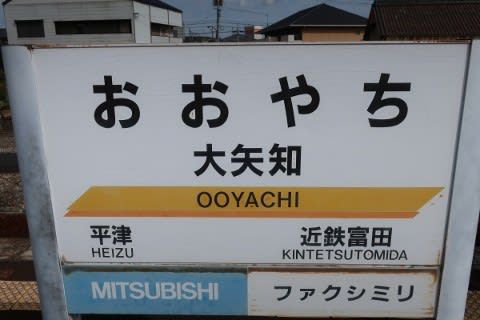 おおやち
大矢知
OOYACHI
平津 近鉄富田
HEIZU KINTETSUTOMIDA
MITSUBISHI ファクシミリ